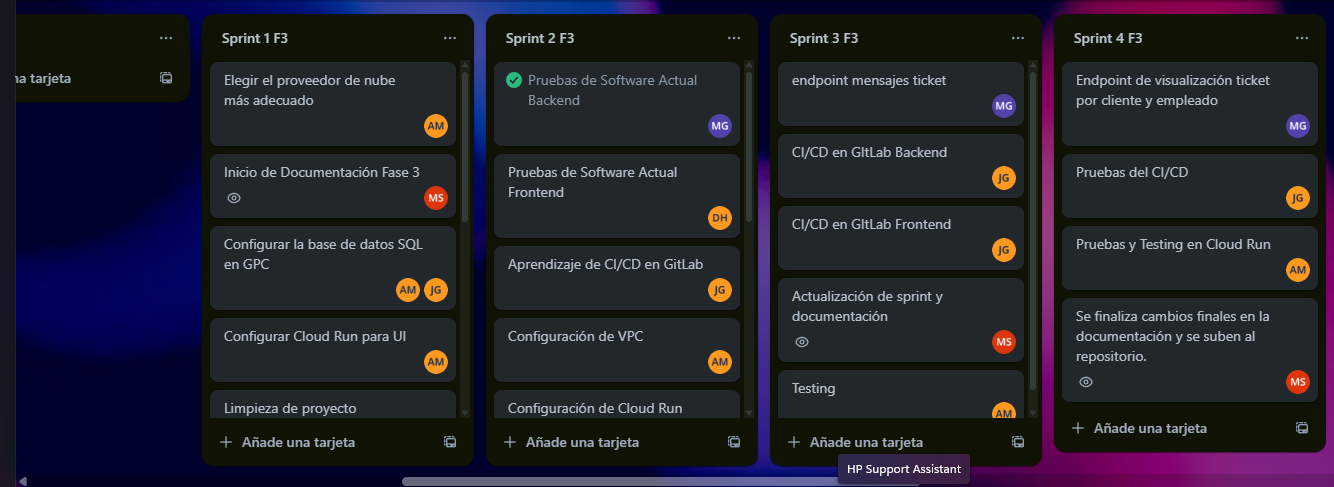 na tarjeta
Sprint 1 F3
Elegir el proveedor de nube
más adecuado
AM
Inicio de Documentación Fase 3
MS
Configurar la base de datos SQL
en GPC
AM JG
Configurar Cloud Run para UI
AM
Limpieza de proyecto
Añade una tarjeta
Sprint 2 F3
Pruebas de Software Actual
Backend
MG
Pruebas de Software Actual
Frontend
DH
Aprendizaje de CI/CD en GitLab
JG
Configuración de VPC
AM
Configuración de Cloud Run
Añade una tarjeta
Sprint 3 F3
endpoint mensajes ticket
MG
CI/CD en GItLab Backend
JG
CI/CD en GItLab Frontend
JG
Actualización de sprint y
documentación
MS
Testing
AM
Añade una tarjeta
HP Support Assistant
Sprint 4 F3
Endpoint de visualización ticket
por cliente y empleado
MG
Pruebas del CI/CD
JG
Pruebas y Testing en Cloud Run
AM
Se finaliza cambios finales en la
documentación y se suben al
repositorio.
MS
Añade una tarjeta